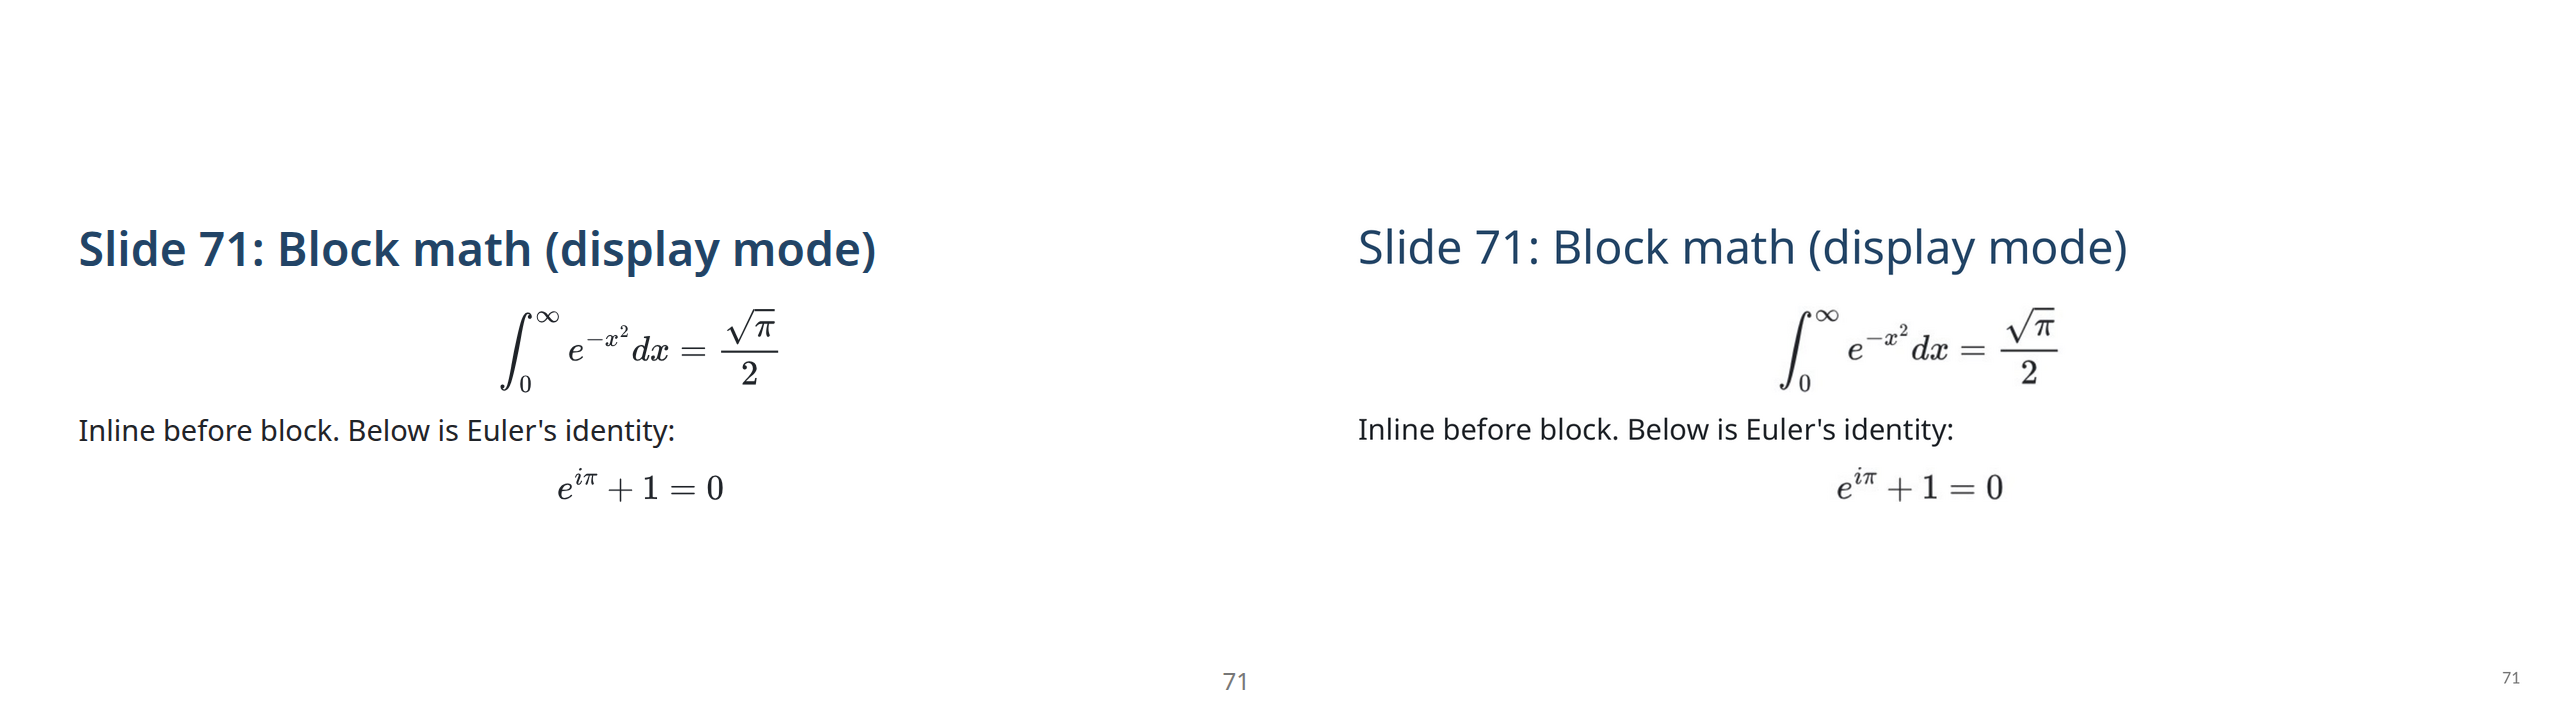 Slide 71: Block math (display mode)
∫₀^∞ e^{−x²} dx = √π / 2
Inline before block. Below is Euler's identity:
e^{iπ} + 1 = 0
71
Slide 71: Block math (display mode)
∫₀^∞ e^{−x²} dx = √π / 2
Inline before block. Below is Euler's identity:
e^{iπ} + 1 = 0
71